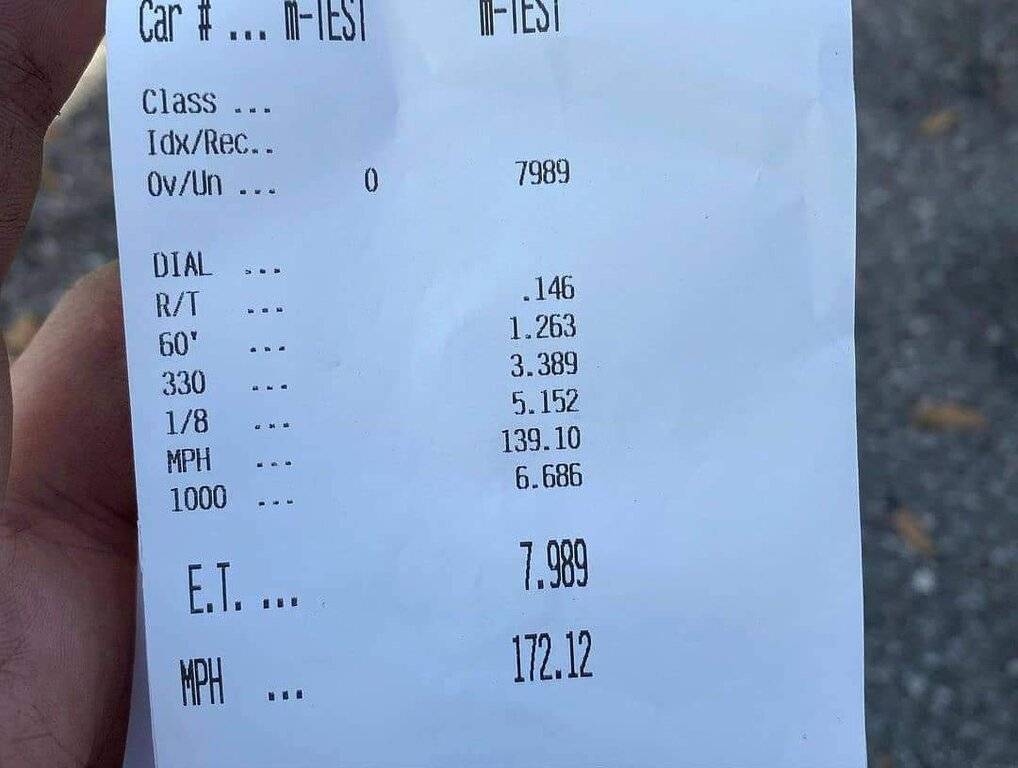 Car # ... m-TEST m-TEST
Class ...
Idx/Rec..
Ov/Un ... 0 7989
DIAL ...
R/T ... .146
60' ... 1.263
330 ... 3.389
1/8 ... 5.152
MPH ... 139.10
1000 ... 6.686
E.T. ... 7.989
MPH ... 172.12